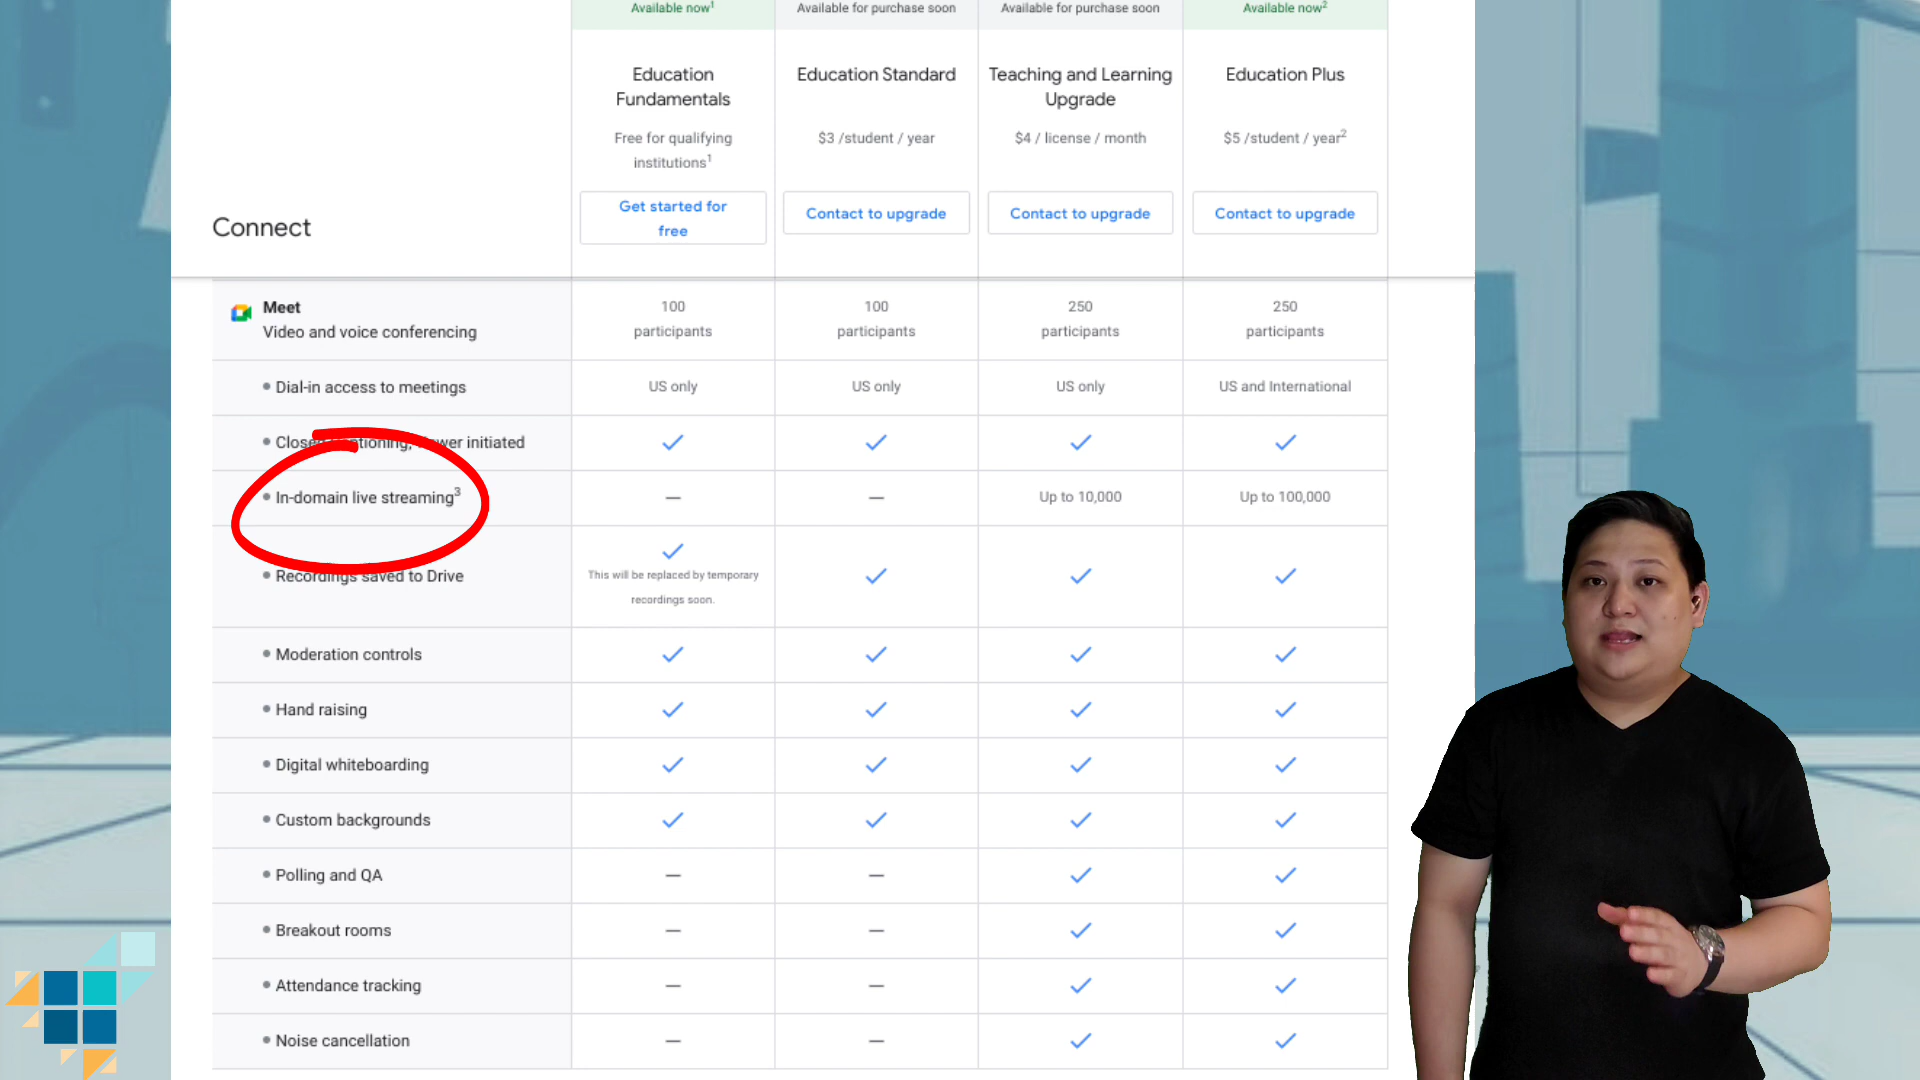 Available now¹
Available for purchase soon
Available for purchase soon
Available now²
Education
Fundamentals
Education Standard
Teaching and Learning
Upgrade
Education Plus
Free for qualifying
institutions¹
$3 /student / year
$4 / license / month
$5 /student / year²
Get started for
free
Contact to upgrade
Contact to upgrade
Contact to upgrade
Connect
Meet
Video and voice conferencing
100
participants
100
participants
250
participants
250
participants
Dial-in access to meetings
US only
US only
US only
US and International
initiated
In-domain live streaming³
—
—
Up to 10,000
Up to 100,000
Recordings saved to Drive
This will be replaced by temporary
recordings soon.
Moderation controls
Hand raising
Digital whiteboarding
Custom backgrounds
Polling and QA
—
—
Breakout rooms
—
—
Attendance tracking
—
—
Noise cancellation
—
—